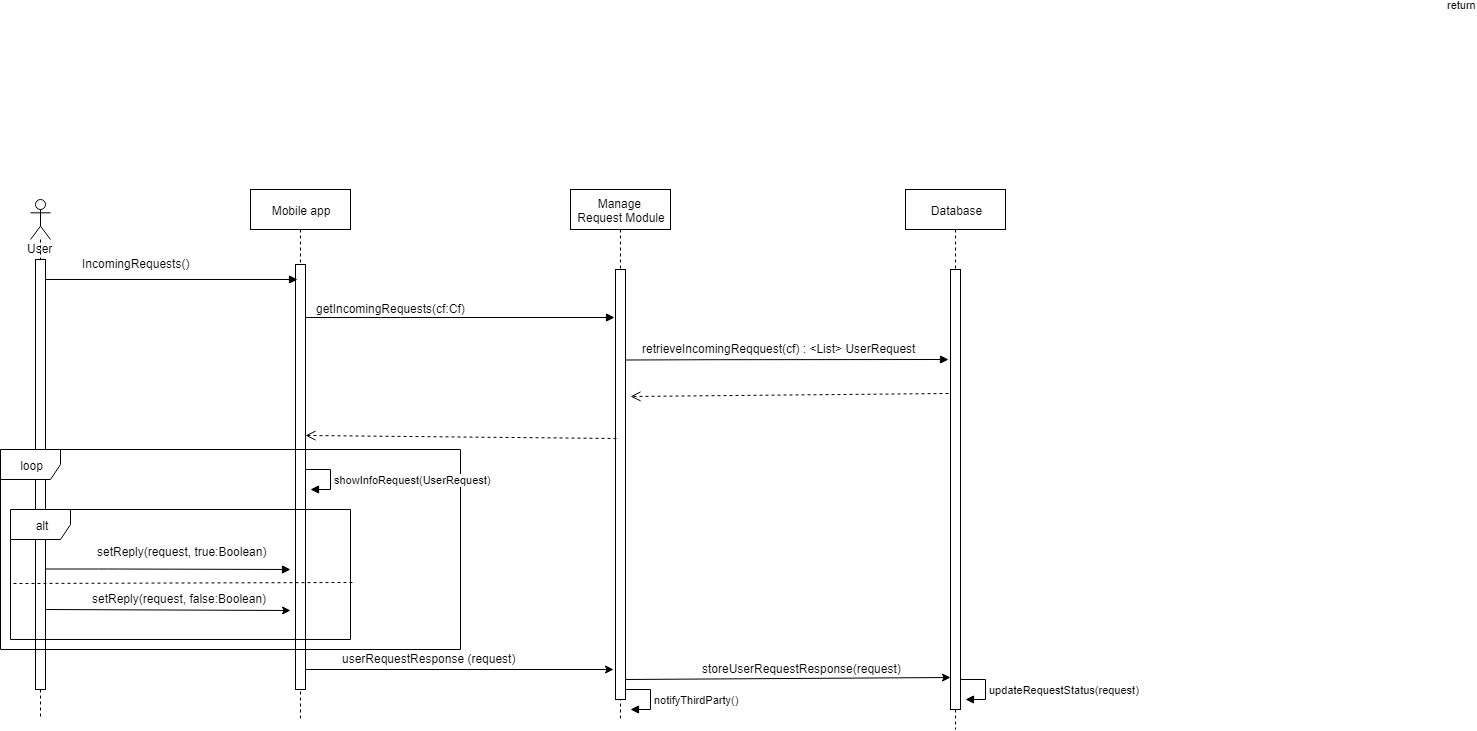 return
Mobile app
Manage
Request Module
Database
User
IncomingRequests()
getIncomingRequests(cf:Cf)
retrieveIncomingReqquest(cf) : <List> UserRequest
loop
showInfoRequest(UserRequest)
alt
setReply(request, true:Boolean)
setReply(request, false:Boolean)
userRequestResponse (request)
storeUserRequestResponse(request)
updateRequestStatus(request)
notifyThirdParty()